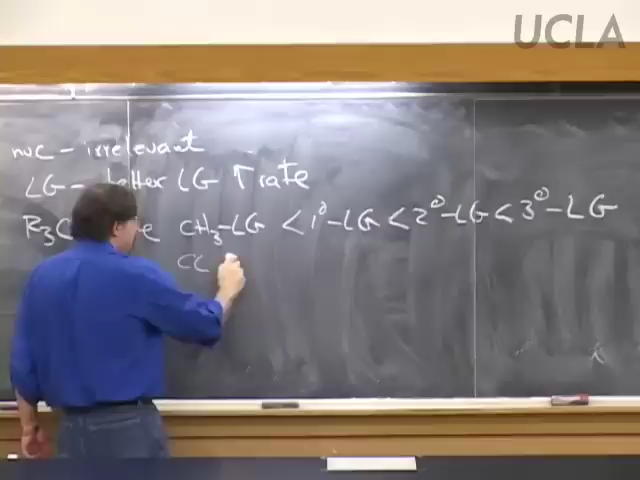 UCLA
nuc - irrelevant
LG - better LG ↑ rate
R3C CH3-LG < 1°-LG < 2°-LG < 3°-LG
CC